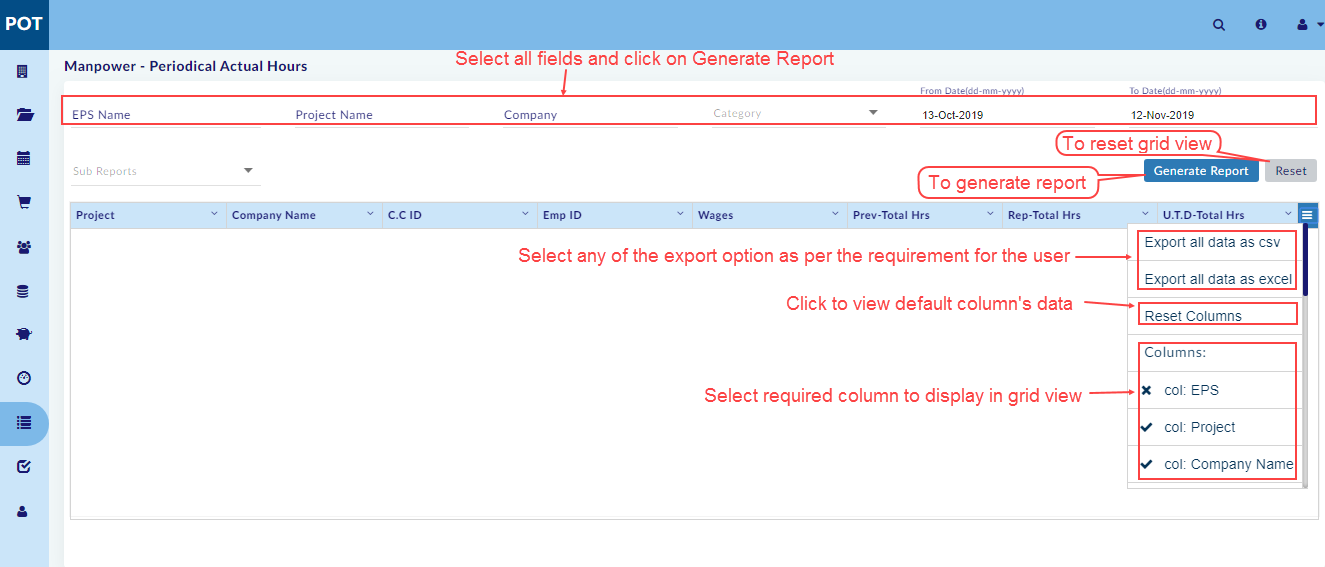 POT
Manpower - Periodical Actual Hours
Select all fields and click on Generate Report
From Date(dd-mm-yyyy)
To Date(dd-mm-yyyy)
EPS Name
Project Name
Company
Category
13-Oct-2019
12-Nov-2019
To reset grid view
Sub Reports
To generate report
Generate Report
Reset
Project
Company Name
C.C ID
Emp ID
Wages
Prev-Total Hrs
Rep-Total Hrs
U.T.D-Total Hrs
Export all data as csv
Select any of the export option as per the requirement for the user
Export all data as excel
Click to view default column's data
Reset Columns
Columns:
Select required column to display in grid view
col: EPS
col: Project
col: Company Name